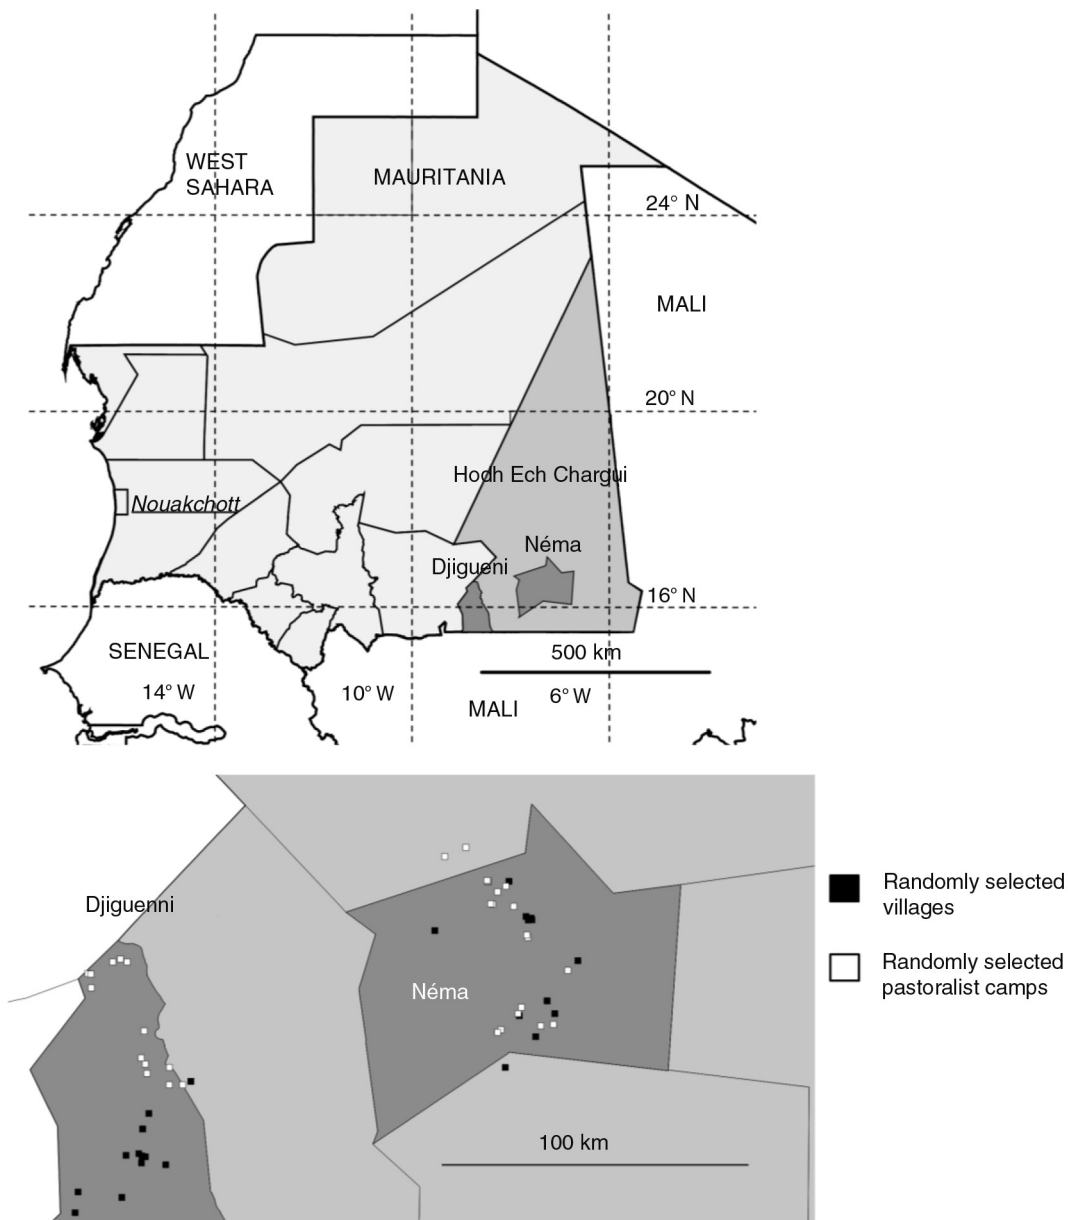 WEST
SAHARA
MAURITANIA
24° N
MALI
20° N
Hodh Ech Chargui
Nouakchott
Néma
Djigueni
16° N
SENEGAL
500 km
14° W
10° W
6° W
MALI
Djiguenni
Randomly selected
villages
Randomly selected
pastoralist camps
Néma
100 km